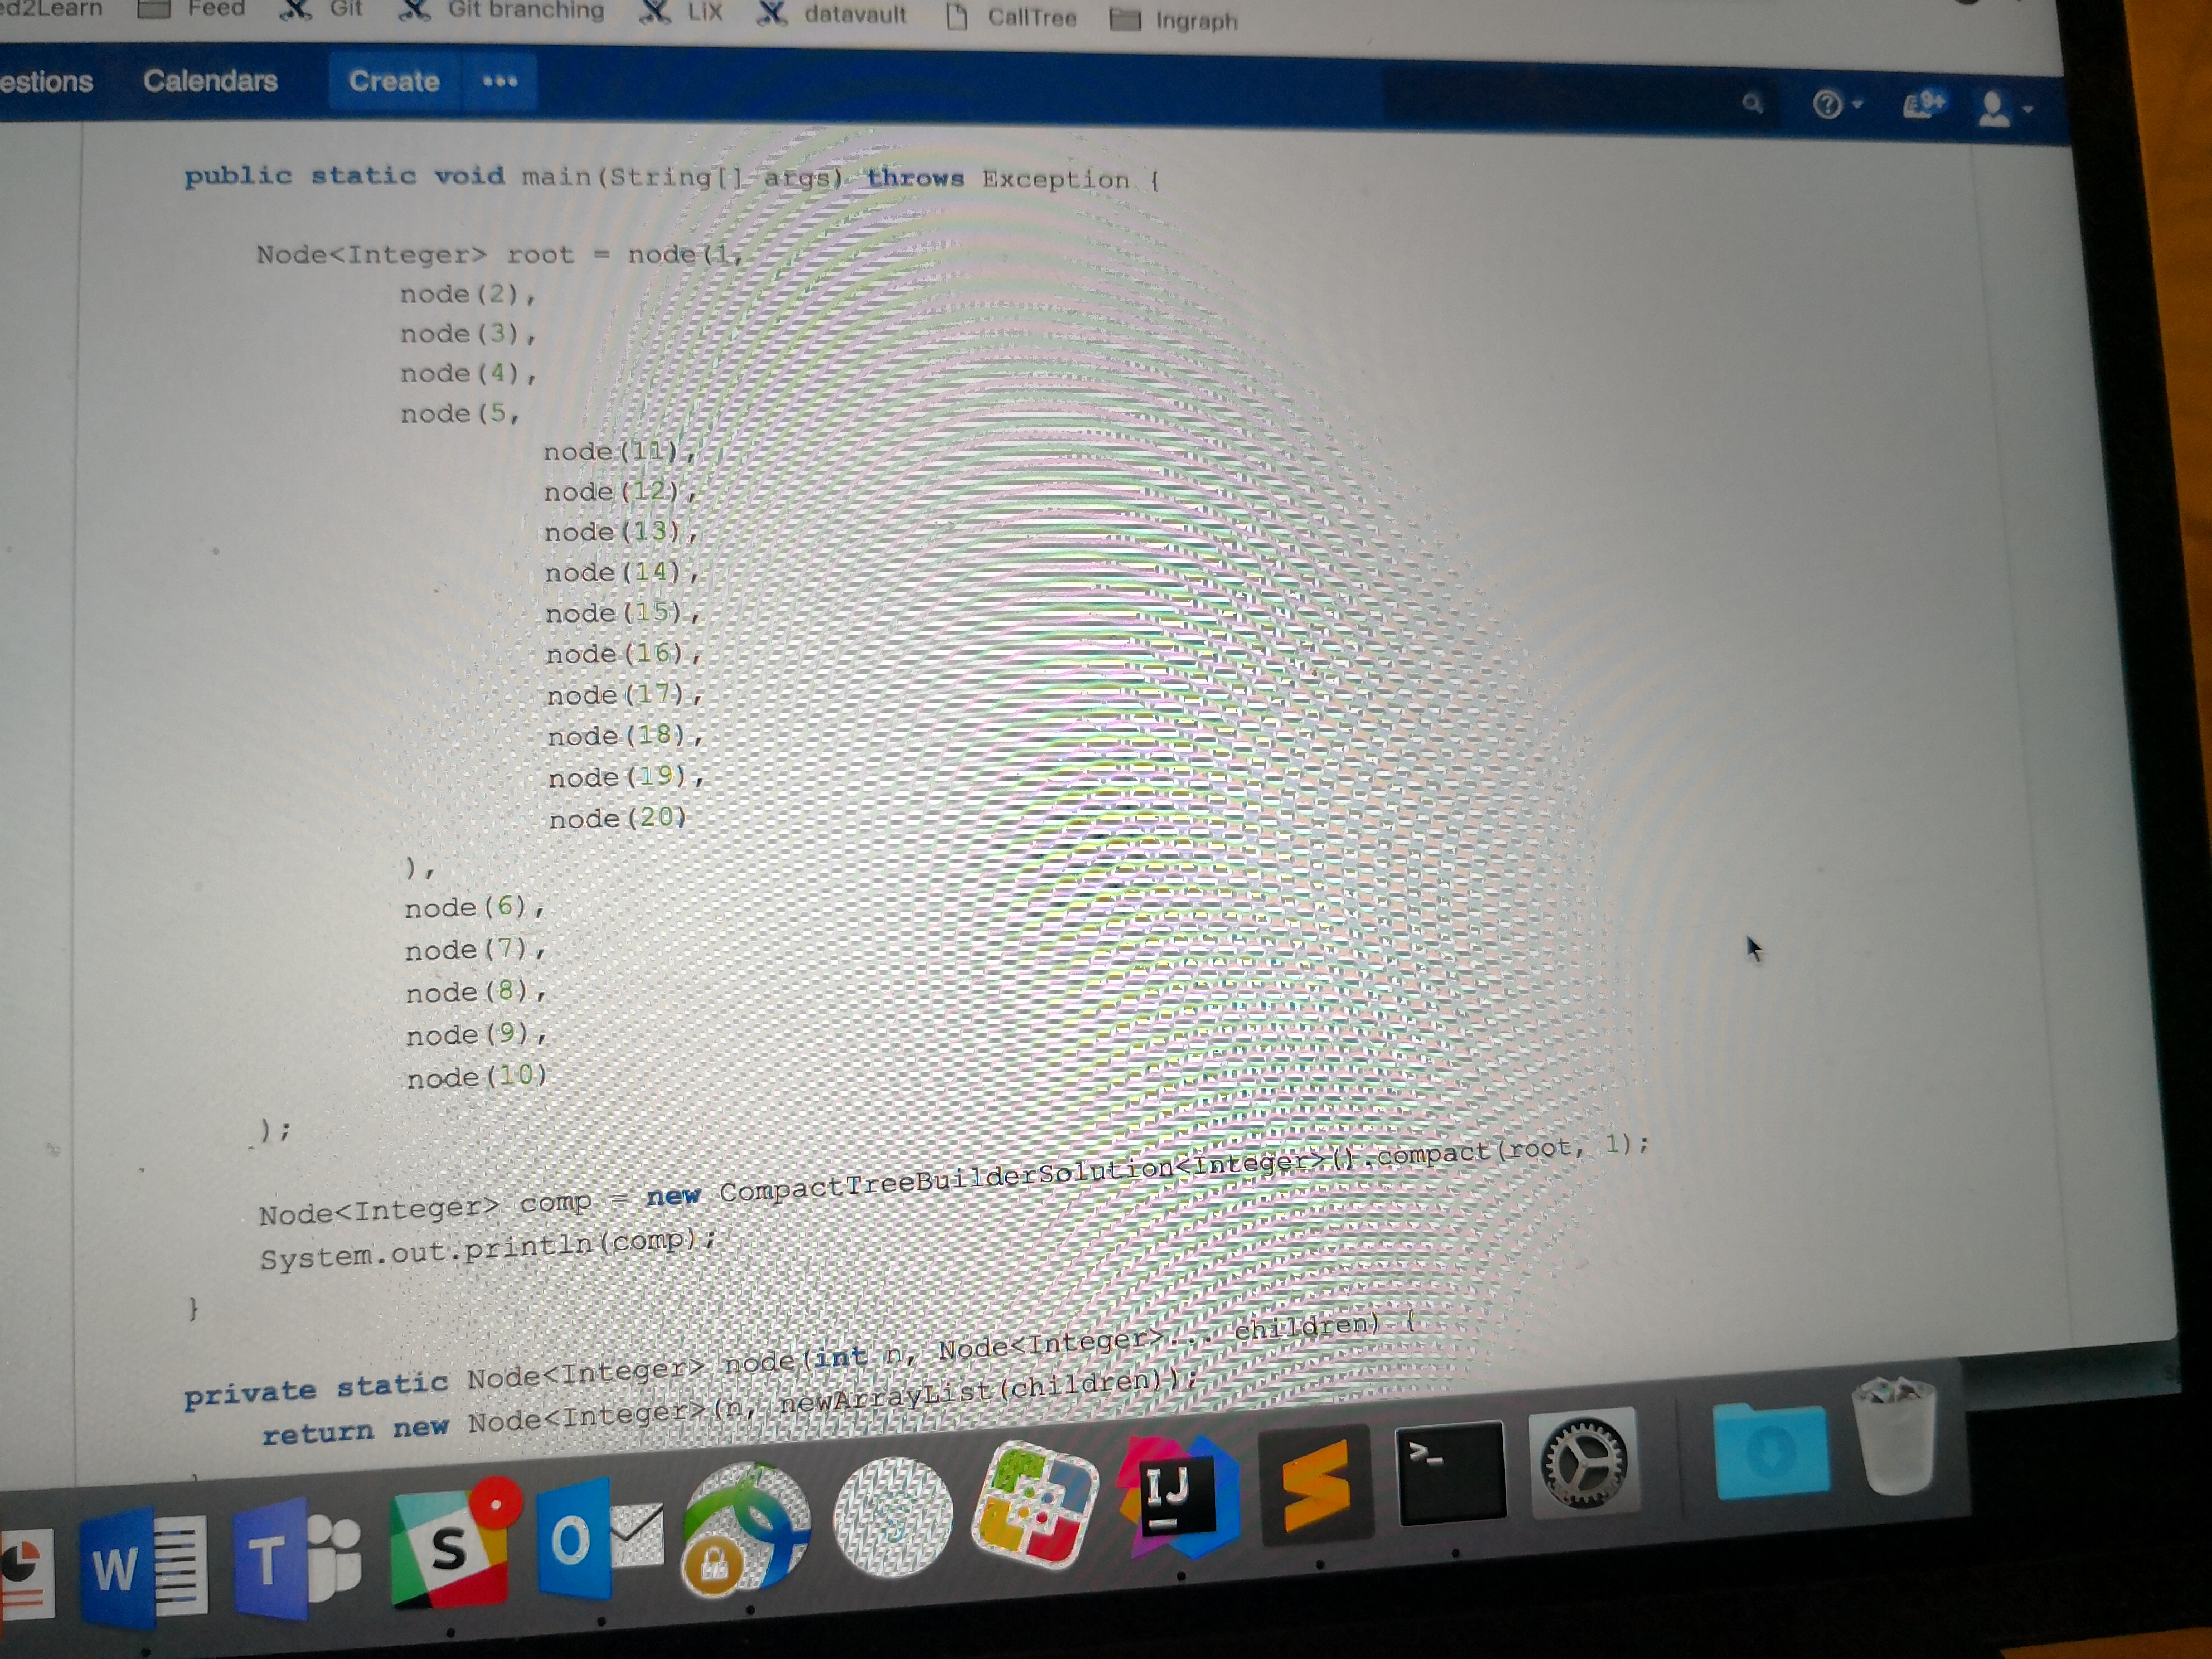 ed2Learn Feed Git Git branching LiX datavault CallTree Ingraph
estions Calendars Create ••• 9+
public static void main(String[] args) throws Exception {
Node<Integer> root = node(1,
node(2),
node(3),
node(4),
node(5,
node(11),
node(12),
node(13),
node(14),
node(15),
node(16),
node(17),
node(18),
node(19),
node(20)
),
node(6),
node(7),
node(8),
node(9),
node(10)
);
Node<Integer> comp = new CompactTreeBuilderSolution<Integer>().compact(root, 1);
System.out.println(comp);
}
private static Node<Integer> node(int n, Node<Integer>... children) {
return new Node<Integer>(n, newArrayList(children));
W T S O IJ >_